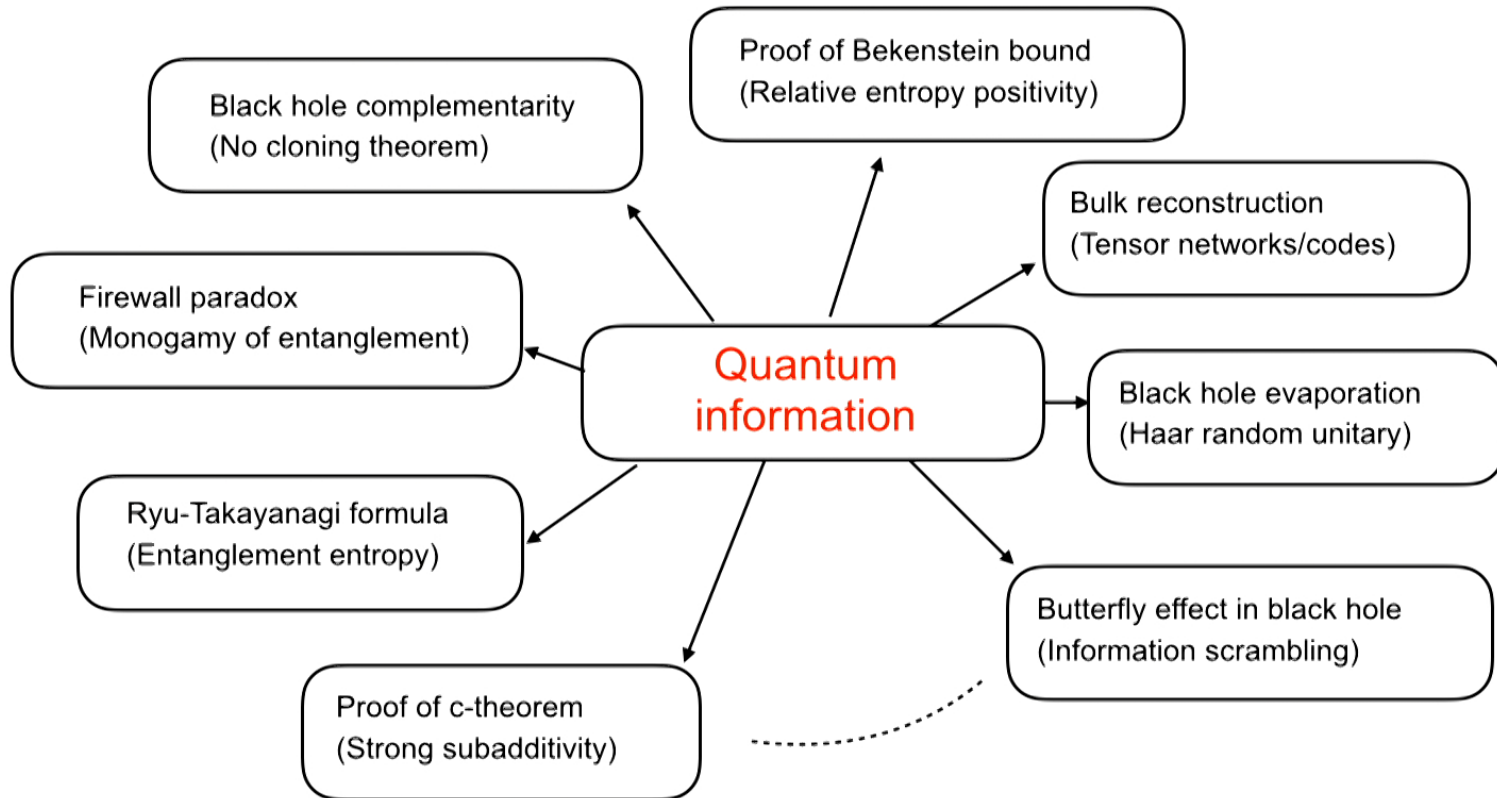 Proof of Bekenstein bound
(Relative entropy positivity)
Black hole complementarity
(No cloning theorem)
Bulk reconstruction
(Tensor networks/codes)
Firewall paradox
(Monogamy of entanglement)
Quantum
information
Black hole evaporation
(Haar random unitary)
Ryu-Takayanagi formula
(Entanglement entropy)
Butterfly effect in black hole
(Information scrambling)
Proof of c-theorem
(Strong subadditivity)